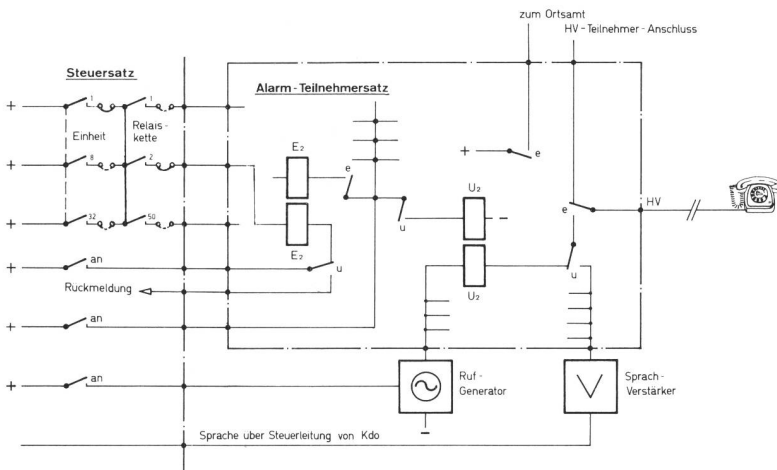 zum Ortsamt
HV-Teilnehmer-Anschluss
Steuersatz
Alarm-Teilnehmersatz
+
1
1
Einheit
Relais-
kette
E2
e
+
e
+
8
2
U2
HV
e
u
–
+
32
50
E2
u
u
U2
+
an
Rückmeldung
+
an
+
an
Ruf-
Generator
Sprach-
Verstärker
–
Sprache über Steuerleitung von Kdo